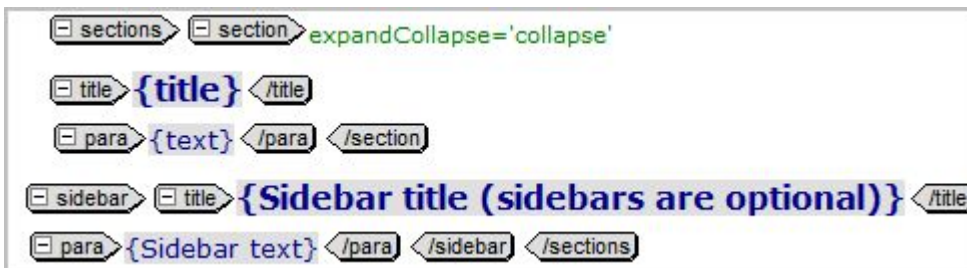 sections section expandCollapse='collapse'
title {title} /title
para {text} /para /section
sidebar title {Sidebar title (sidebars are optional)} /title
para {Sidebar text} /para /sidebar /sections